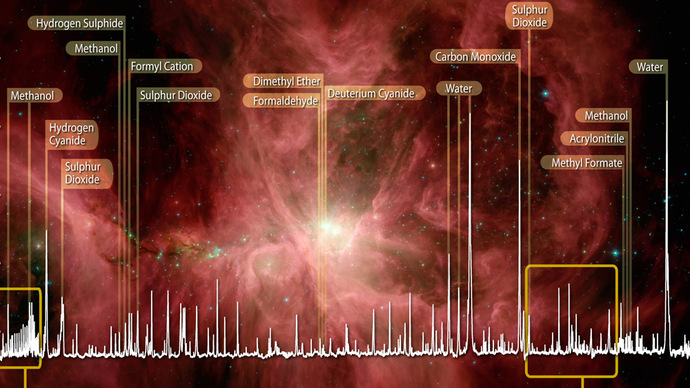 Hydrogen Sulphide
Methanol
Formyl Cation
Methanol
Sulphur Dioxide
Hydrogen
Cyanide
Sulphur
Dioxide
Dimethyl Ether
Formaldehyde
Deuterium Cyanide
Carbon Monoxide
Water
Sulphur
Dioxide
Water
Methanol
Acrylonitrile
Methyl Formate